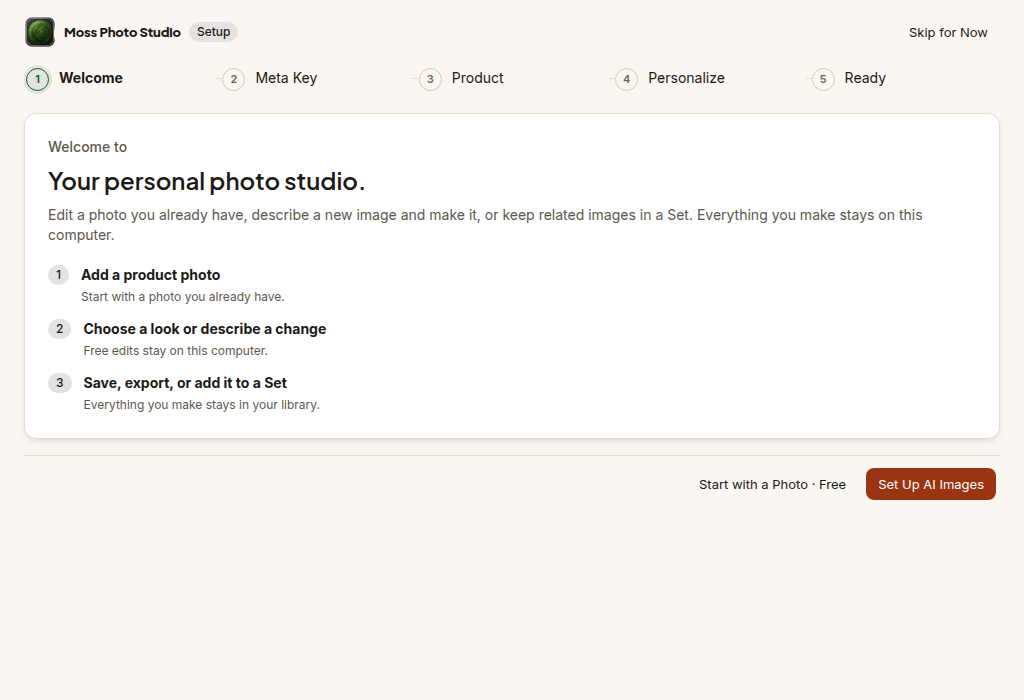 Moss Photo Studio Setup Skip for Now
1 Welcome 2 Meta Key 3 Product 4 Personalize 5 Ready
Welcome to
Your personal photo studio.
Edit a photo you already have, describe a new image and make it, or keep related images in a Set. Everything you make stays on this
computer.
1 Add a product photo
Start with a photo you already have.
2 Choose a look or describe a change
Free edits stay on this computer.
3 Save, export, or add it to a Set
Everything you make stays in your library.
Start with a Photo · Free Set Up AI Images